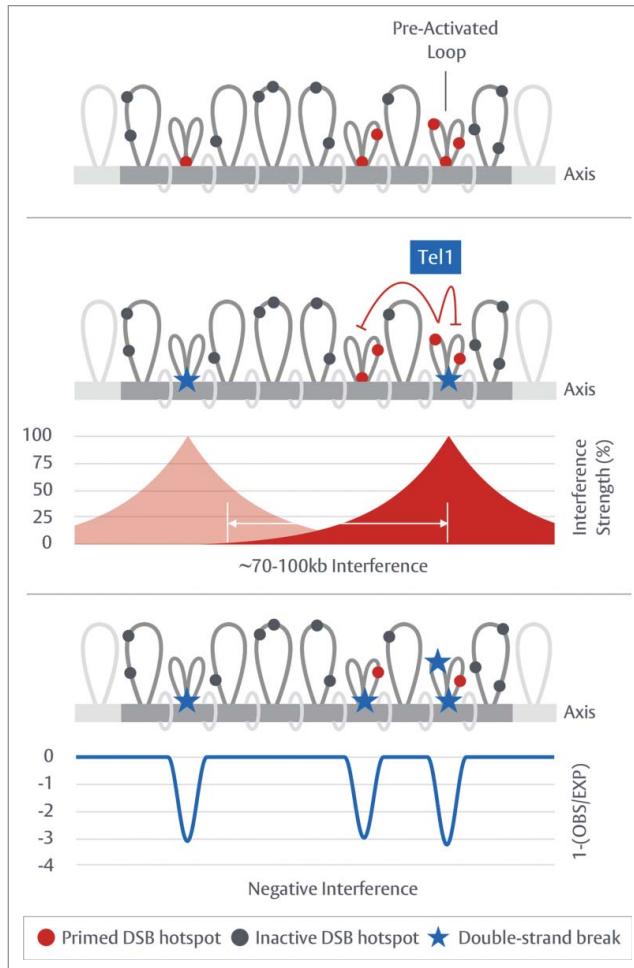 Pre-Activated
Loop
Axis
Tel1
Axis
100
75
50
25
0
Interference
Strength (%)
~70-100kb Interference
Axis
0
-1
-2
-3
-4
1-(OBS/EXP)
Negative Interference
Primed DSB hotspot Inactive DSB hotspot Double-strand break